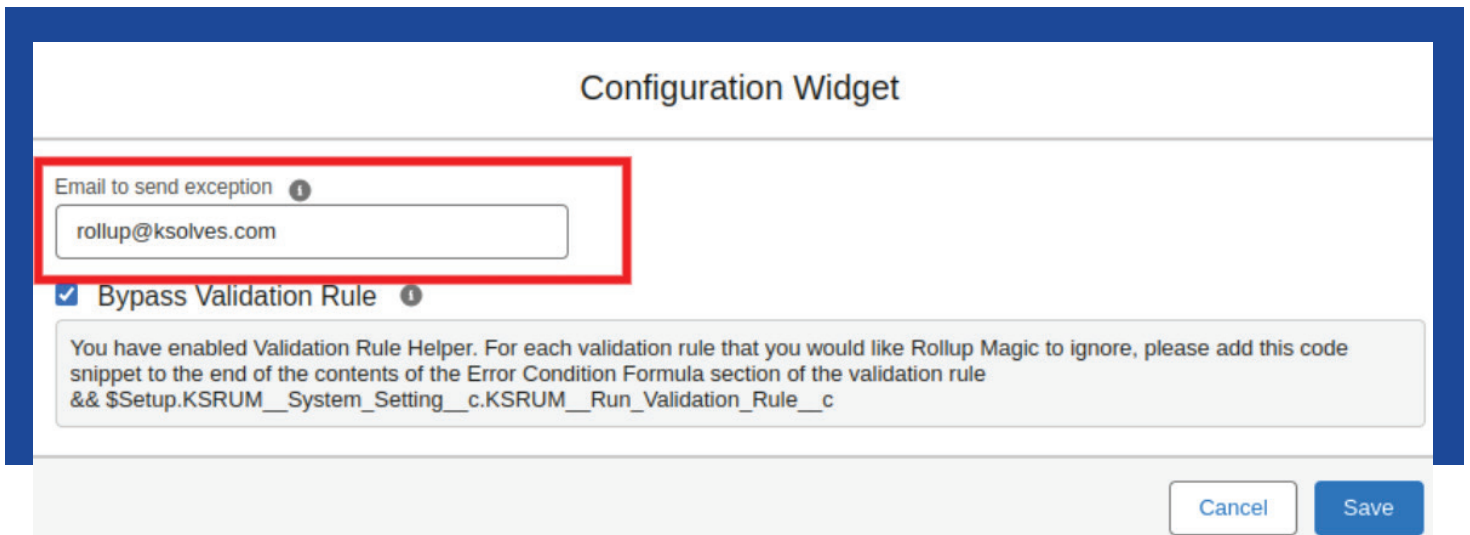 Configuration Widget
Email to send exception
rollup@ksolves.com
Bypass Validation Rule
You have enabled Validation Rule Helper. For each validation rule that you would like Rollup Magic to ignore, please add this code
snippet to the end of the contents of the Error Condition Formula section of the validation rule
&& $Setup.KSRUM__System_Setting__c.KSRUM__Run_Validation_Rule__c
Cancel Save